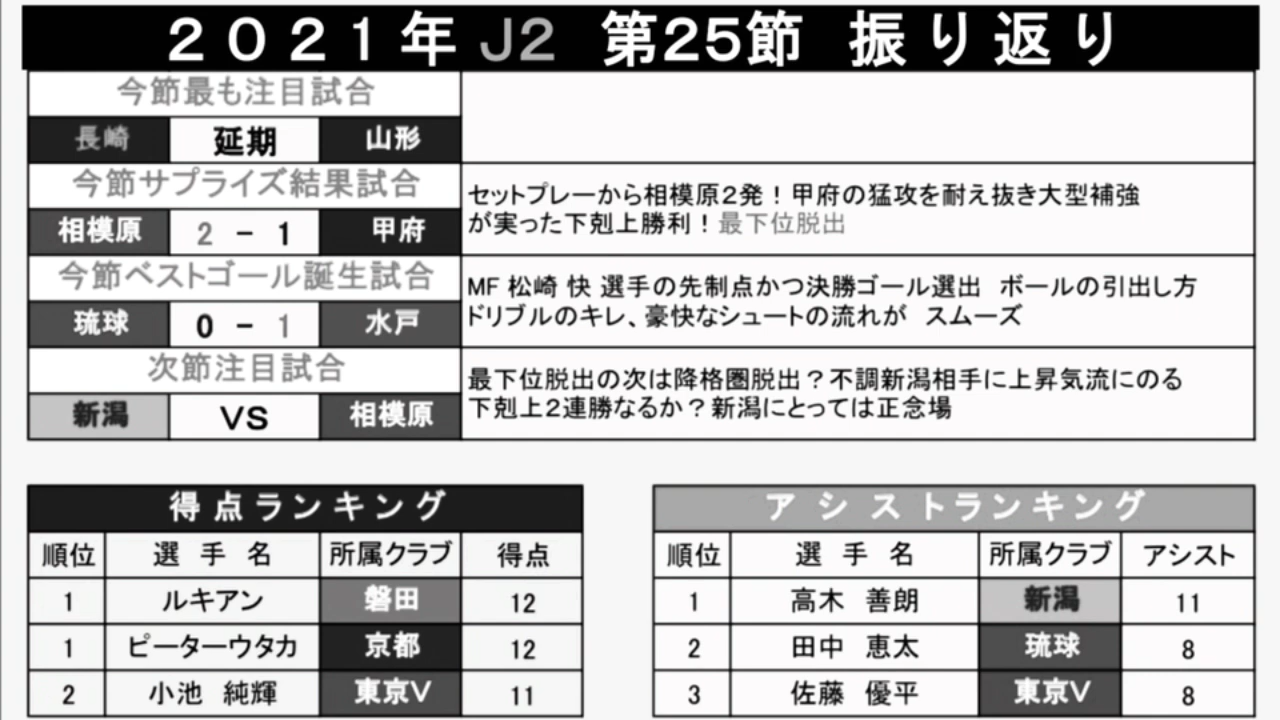 ２０２１年 J2 第25節 振り返り
今節最も注目試合
長崎 延期 山形
今節サプライズ結果試合
相模原 2 - 1 甲府
セットプレーから相模原２発！甲府の猛攻を耐え抜き大型補強
が実った下剋上勝利！最下位脱出
今節ベストゴール誕生試合
琉球 0 - 1 水戸
MF 松崎 快 選手の先制点かつ決勝ゴール選出　ボールの引出し方
ドリブルのキレ、豪快なシュートの流れが　スムーズ
次節注目試合
新潟 VS 相模原
最下位脱出の次は降格圏脱出？不調新潟相手に上昇気流にのる
下剋上２連勝なるか？新潟にとっては正念場
得点ランキング
順位 選手名 所属クラブ 得点
1 ルキアン 磐田 12
1 ピーターウタカ 京都 12
2 小池　純輝 東京V 11
アシストランキング
順位 選手名 所属クラブ アシスト
1 高木　善朗 新潟 11
2 田中　恵太 琉球 8
3 佐藤　優平 東京V 8